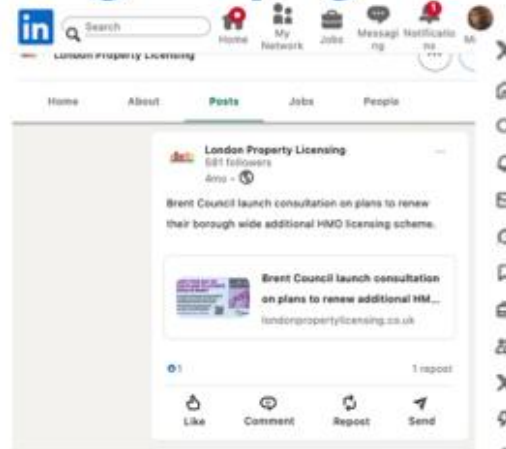 in
Search
Home
My
Network
Jobs
Messagi
ng
Notificatio
ns
London Property Licensing
Home About Posts Jobs People
London Property Licensing
681 followers
4mo
Brent Council launch consultation on plans to renew
their borough wide additional HMO licensing scheme.
Brent Council launch consultation
on plans to renew additional HM...
londonpropertylicensing.co.uk
1
1 repost
Like Comment Repost Send